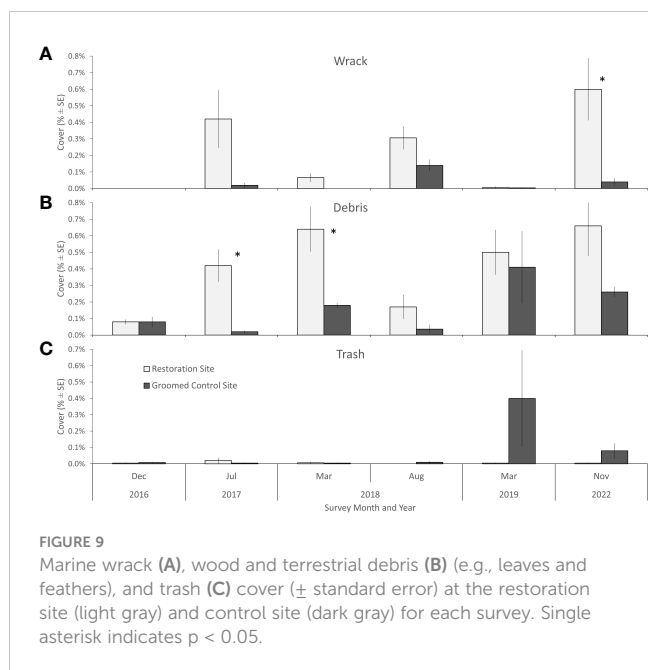 A
Wrack
0.8%
0.7%
0.6%
0.5%
0.4%
0.3%
0.2%
0.1%
0.0%
Cover (% ± SE)
*
B
Debris
0.8%
0.7%
0.6%
0.5%
0.4%
0.3%
0.2%
0.1%
0.0%
Cover (% ± SE)
*
*
C
Trash
0.7%
0.6%
0.5%
0.4%
0.3%
0.2%
0.1%
0.0%
Cover (% ± SE)
Restoration Site
Groomed Control Site
Dec Jul Mar Aug Mar Nov
2016 2017 2018 2019 2022
Survey Month and Year
FIGURE 9
Marine wrack (A), wood and terrestrial debris (B) (e.g., leaves and
feathers), and trash (C) cover (± standard error) at the restoration
site (light gray) and control site (dark gray) for each survey. Single
asterisk indicates p < 0.05.